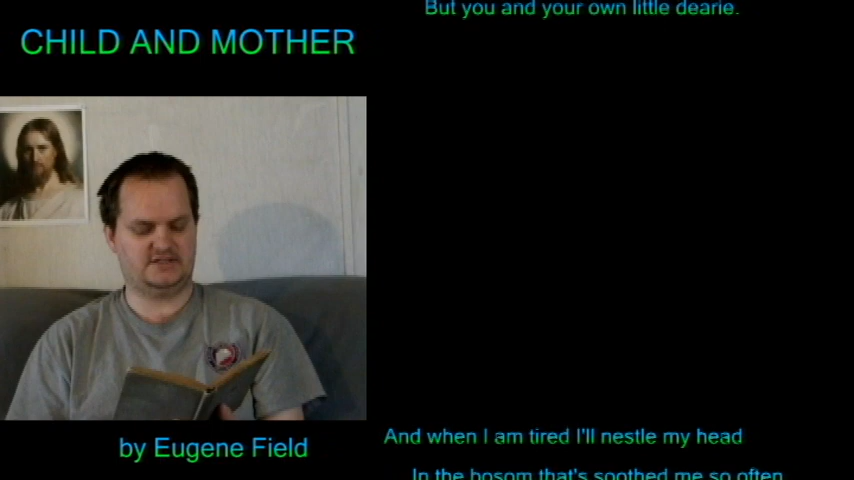 But you and your own little dearie.
CHILD AND MOTHER
by Eugene Field
And when I am tired I'll nestle my head
In the bosom that's soothed me so often